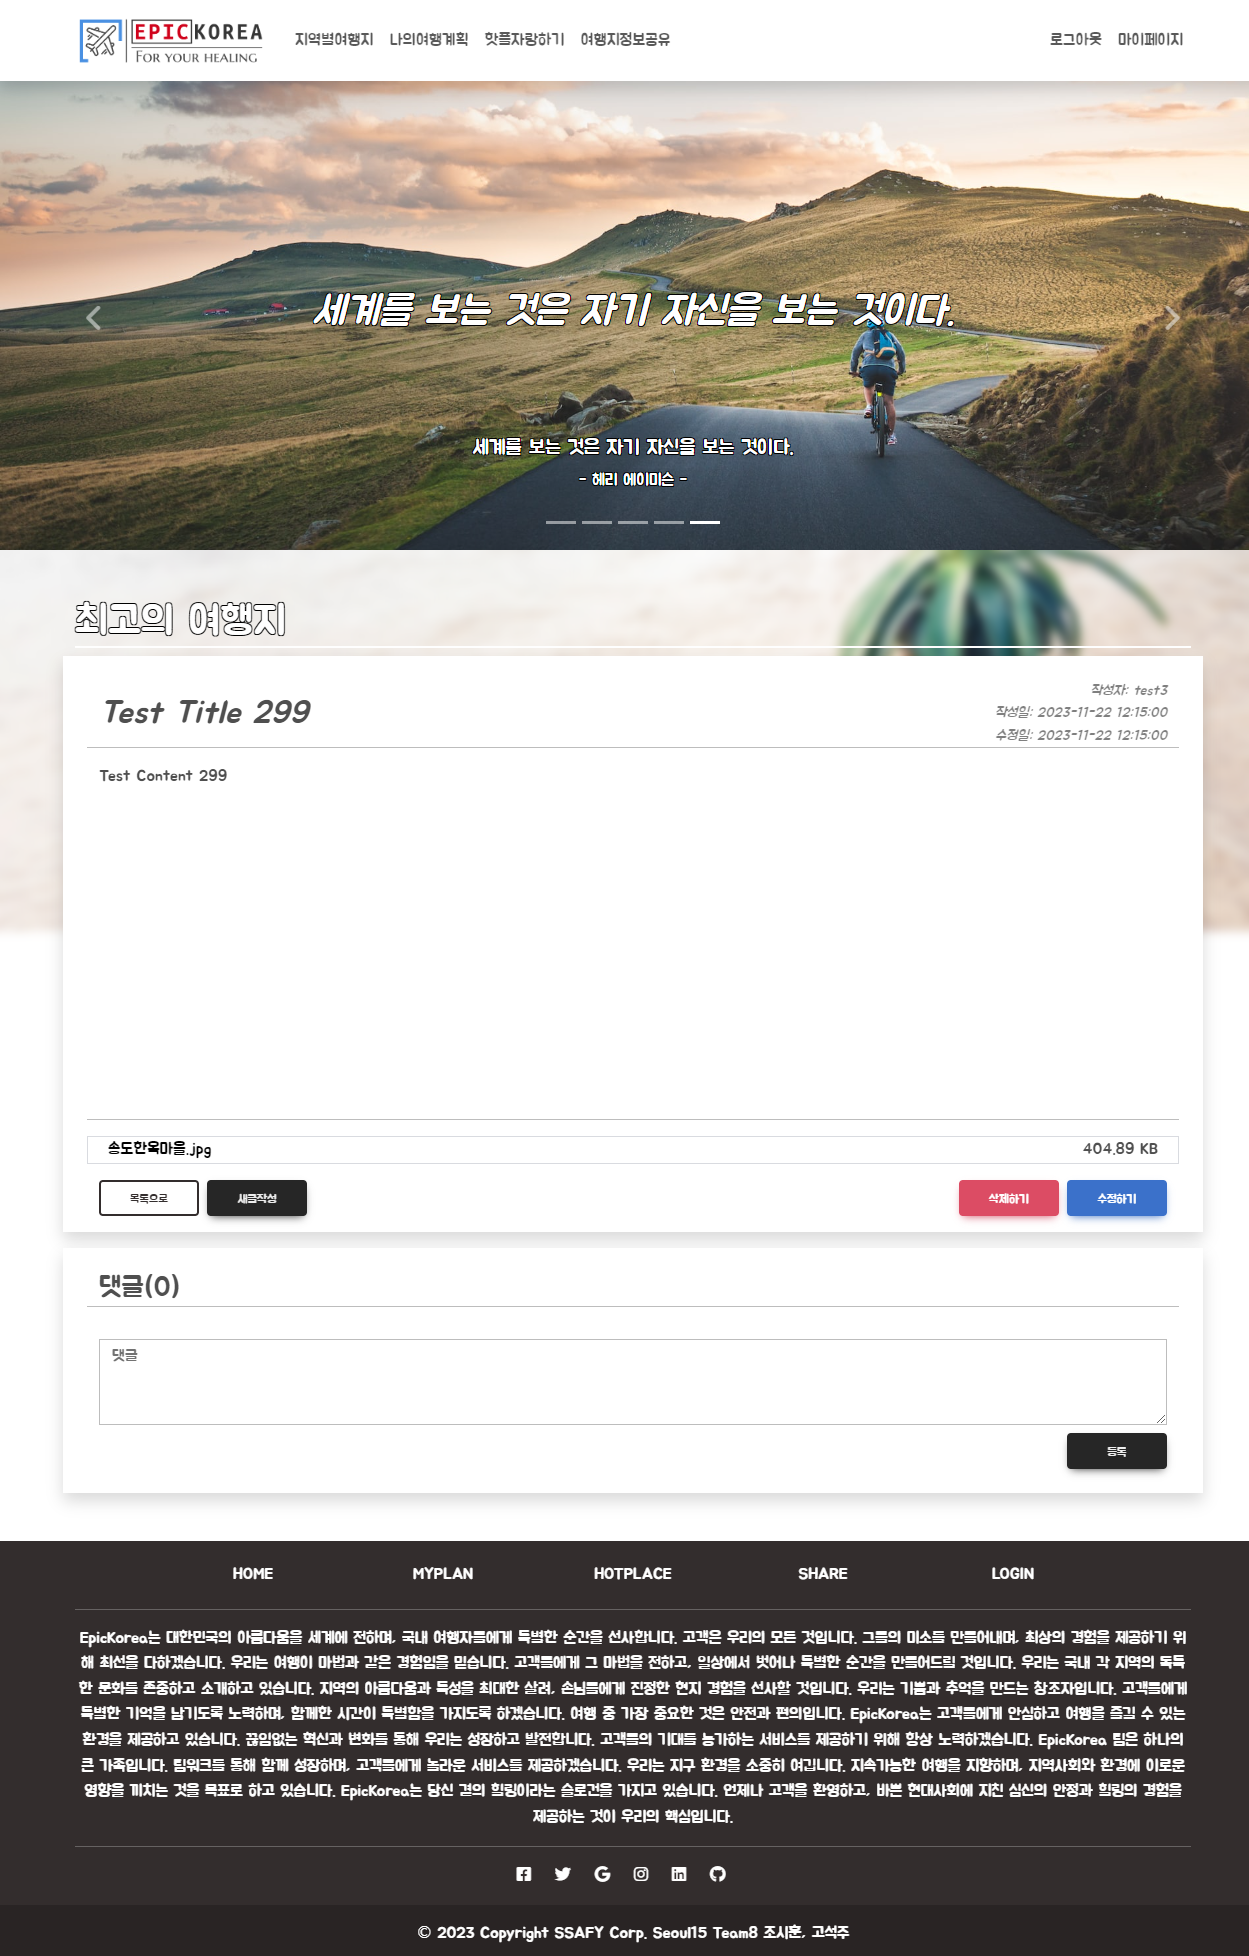 EPICKOREA
FOR YOUR HEALING
지역별여행지 나의여행계획 핫플자랑하기 여행지정보공유 로그아웃 마이페이지
세계를 보는 것은 자기 자신을 보는 것이다.
세계를 보는 것은 자기 자신을 보는 것이다.
- 헤리 에이미슨 -
최고의 여행지
Test Title 299
작성자: test3
작성일: 2023-11-22 12:15:00
수정일: 2023-11-22 12:15:00
Test Content 299
송도한옥마을.jpg 404.89 KB
목록으로 새글작성 삭제하기 수정하기
댓글(0)
댓글
등록
HOME MYPLAN HOTPLACE SHARE LOGIN
EpicKorea는 대한민국의 아름다움을 세계에 전하며, 국내 여행자들에게 특별한 순간을 선사합니다. 고객은 우리의 모든 것입니다. 그들의 미소를 만들어내며, 최상의 경험을 제공하기 위
해 최선을 다하겠습니다. 우리는 여행이 마법과 같은 경험임을 믿습니다. 고객들에게 그 마법을 전하고, 일상에서 벗어나 특별한 순간을 만들어드릴 것입니다. 우리는 국내 각 지역의 독특
한 문화를 존중하고 소개하고 있습니다. 지역의 아름다움과 특성을 최대한 살려, 손님들에게 진정한 현지 경험을 선사할 것입니다. 우리는 기쁨과 추억을 만드는 창조자입니다. 고객들에게
특별한 기억을 남기도록 노력하며, 함께한 시간이 특별함을 가지도록 하겠습니다. 여행 중 가장 중요한 것은 안전과 편의입니다. EpicKorea는 고객들에게 안심하고 여행을 즐길 수 있는
환경을 제공하고 있습니다. 끊임없는 혁신과 변화를 통해 우리는 성장하고 발전합니다. 고객들의 기대를 능가하는 서비스를 제공하기 위해 항상 노력하겠습니다. EpicKorea 팀은 하나의
큰 가족입니다. 팀워크를 통해 함께 성장하며, 고객들에게 놀라운 서비스를 제공하겠습니다. 우리는 지구 환경을 소중히 여깁니다. 지속가능한 여행을 지향하며, 지역사회와 환경에 이로운
영향을 끼치는 것을 목표로 하고 있습니다. EpicKorea는 당신 곁의 힐링이라는 슬로건을 가지고 있습니다. 언제나 고객을 환영하고, 바쁜 현대사회에 지친 심신의 안정과 힐링의 경험을
제공하는 것이 우리의 핵심입니다.
© 2023 Copyright SSAFY Corp. Seoul15 Team8 조시훈, 고석주